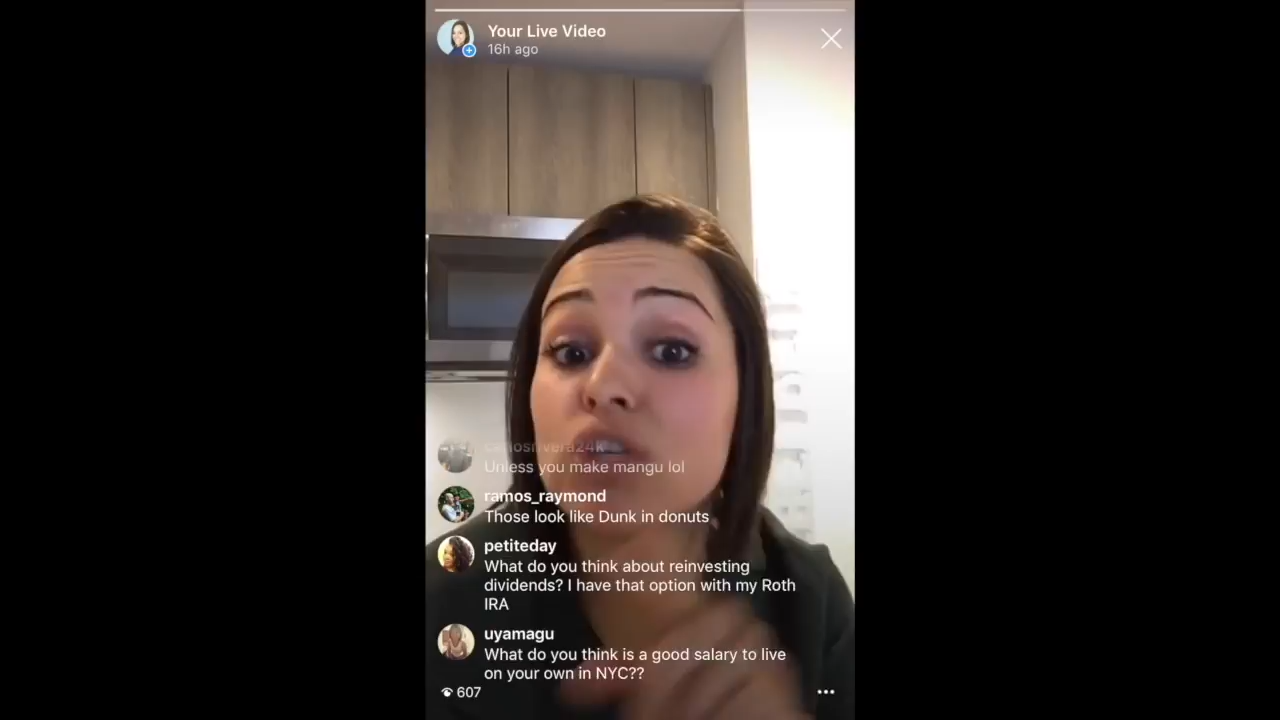 Your Live Video
16h ago
carlosrivera24k
Unless you make mangu lol
ramos_raymond
Those look like Dunk in donuts
petiteday
What do you think about reinvesting
dividends? I have that option with my Roth
IRA
uyamagu
What do you think is a good salary to live
on your own in NYC??
607